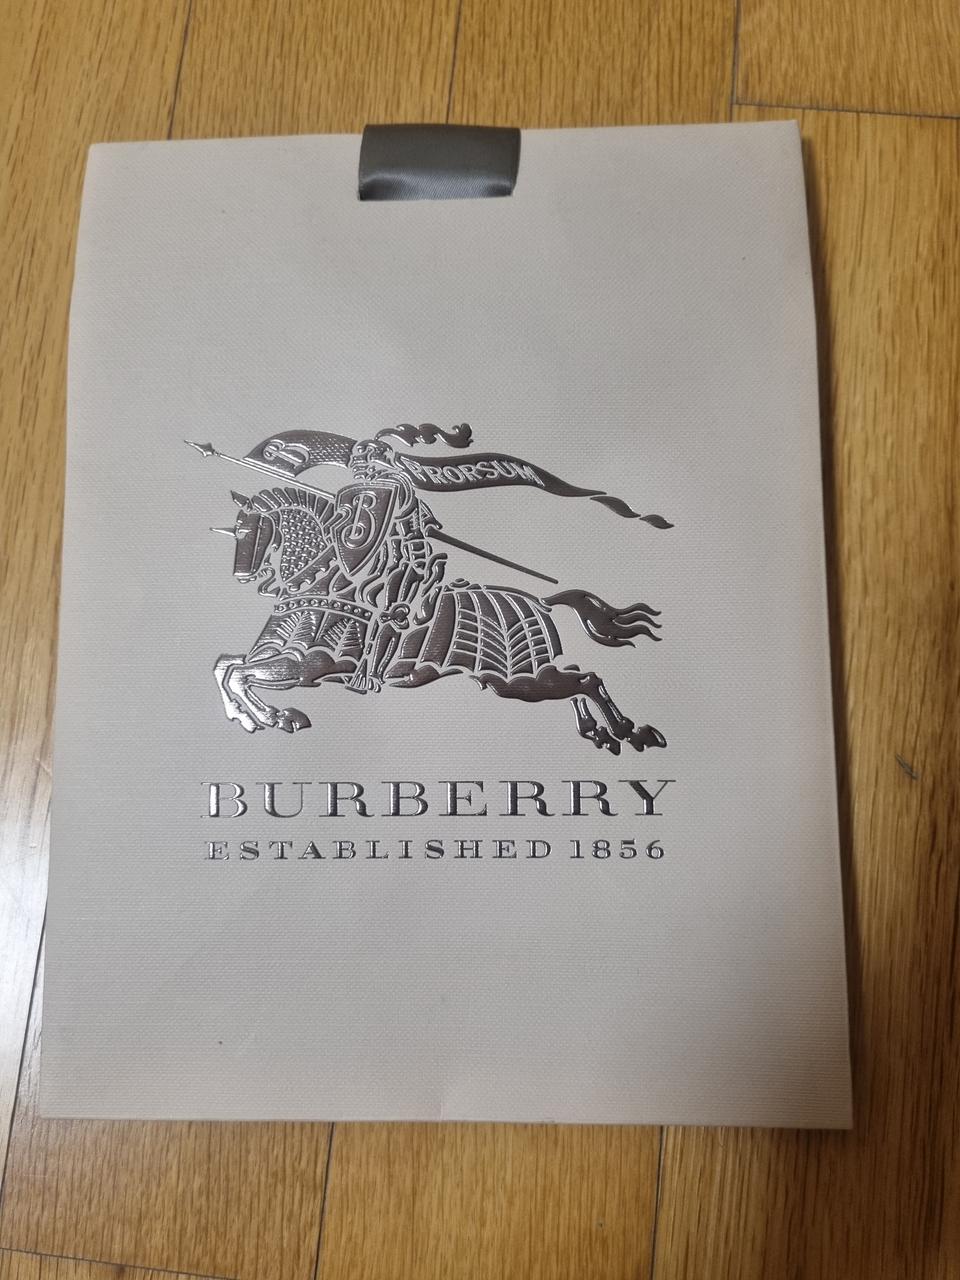 B
PRORSUM
B
BURBERRY
ESTABLISHED 1856